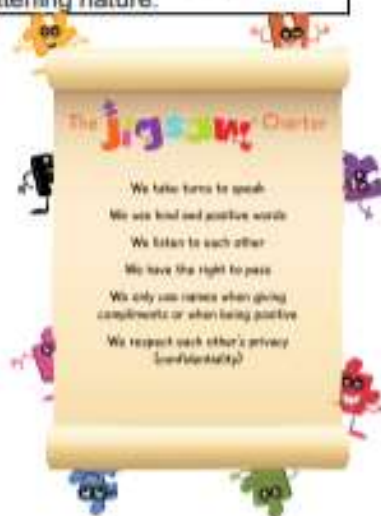 nature.
The jigsaw Charter
We take turns to speak
We use kind and positive words
We listen to each other
We have the right to pass
We only use names when giving
compliments or when being positive
We respect each other's privacy
(confidentiality)